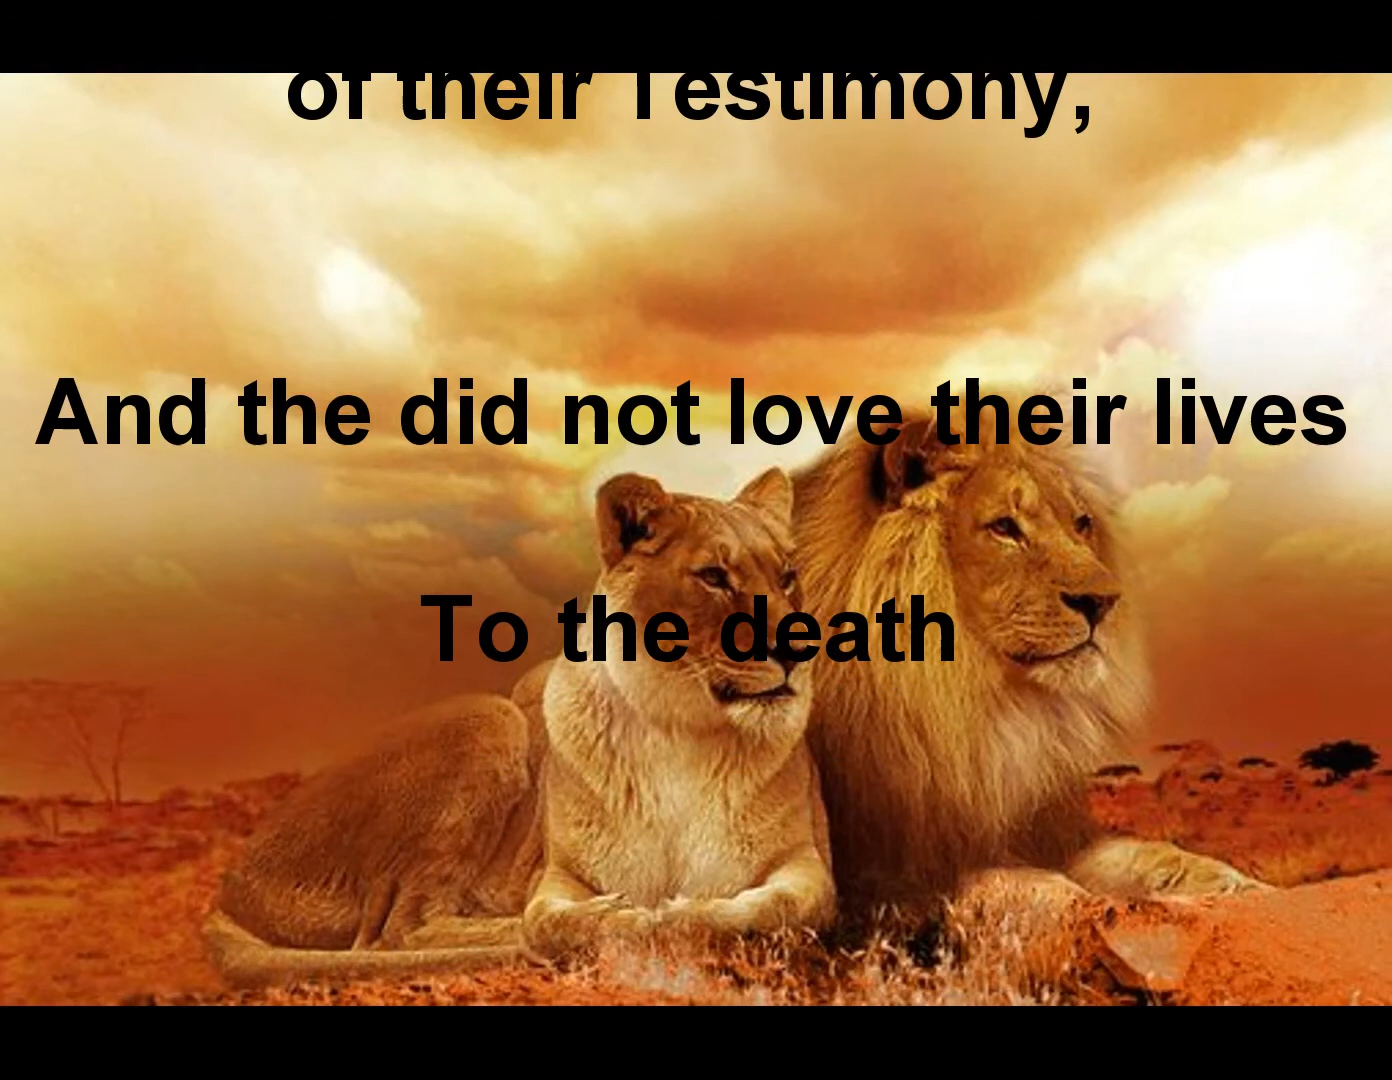 of their Testimony,
And the did not love their lives
To the death